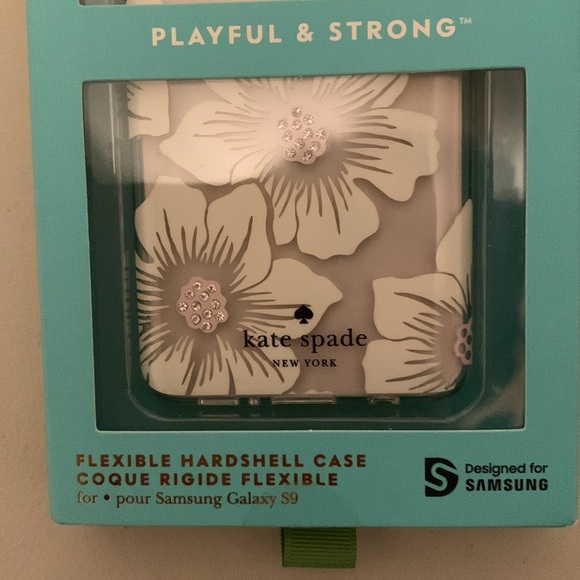 PLAYFUL & STRONG™
kate spade
NEW YORK
FLEXIBLE HARDSHELL CASE
COQUE RIGIDE FLEXIBLE
for • pour Samsung Galaxy S9
Designed for
SAMSUNG